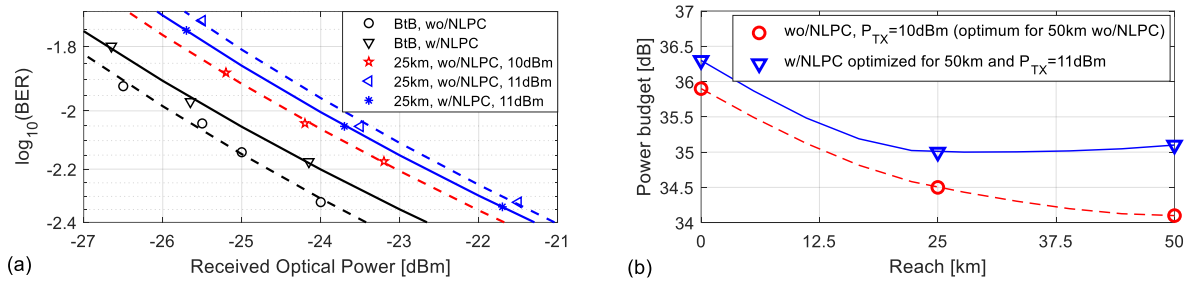 log10(BER)
-1.8
-2
-2.2
-2.4
-27
-26
-25
-24
-23
-22
-21
Received Optical Power [dBm]
(a)
BtB, wo/NLPC
BtB, w/NLPC
25km, wo/NLPC, 10dBm
25km, wo/NLPC, 11dBm
25km, w/NLPC, 11dBm
Power budget [dB]
37
36.5
36
35.5
35
34.5
34
0
12.5
25
37.5
50
Reach [km]
(b)
wo/NLPC, PTX=10dBm (optimum for 50km wo/NLPC)
w/NLPC optimized for 50km and PTX=11dBm